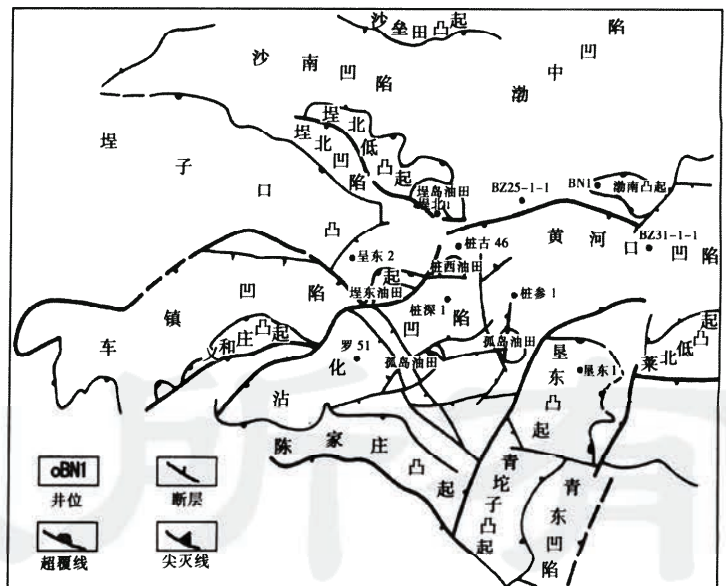 沙垒田凸起
沙南凹陷
渤中凹陷
埕北低凸起
埕北凹陷
埕子口凸起
埕岛油田
埕北1
BZ25-1-1
BN1
渤南凸起
黄河口凹陷
BZ31-1-1
桩古46
呈东2
桩西油田
埕东油田
车镇凹陷
义和庄凸起
桩深1
桩参1
罗51
沾化凹陷
孤岛油田
孤岛油田
垦东凸起
垦东1
莱北低凸起
陈家庄凸起
青坨子凸起
青东凹陷
oBN1
井位
断层
超覆线
尖灭线